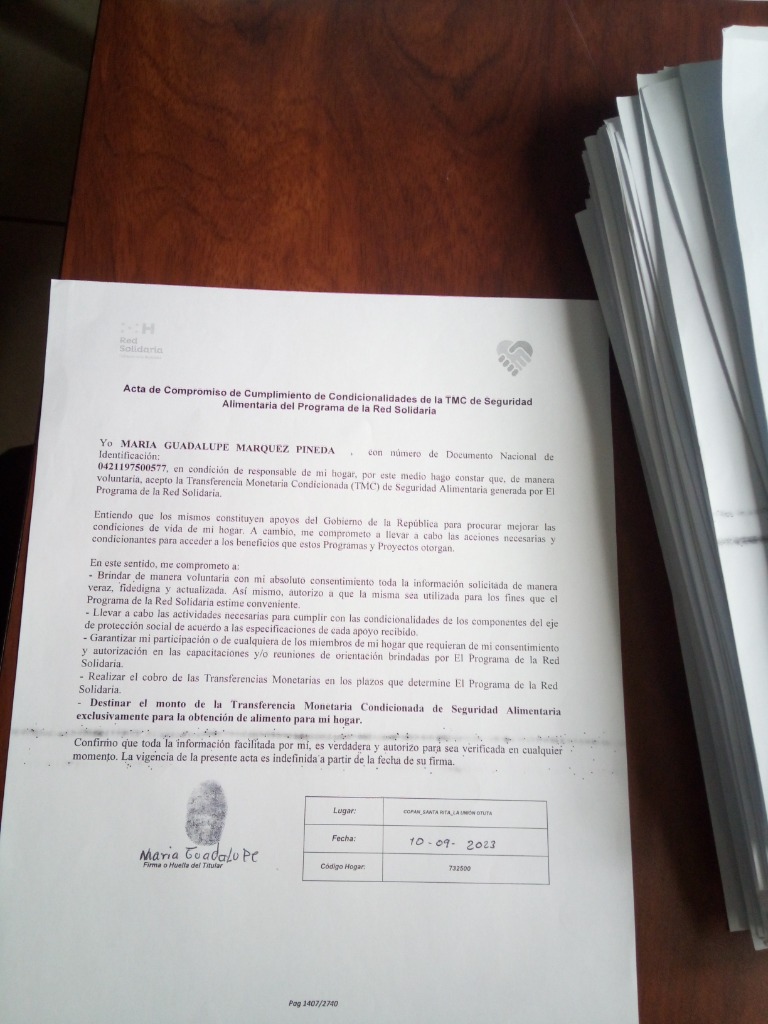 Red
Solidaria
Acta de Compromiso de Cumplimiento de Condicionalidades de la TMC de Seguridad
Alimentaria del Programa de la Red Solidaria
Yo MARIA GUADALUPE MARQUEZ PINEDA , con número de Documento Nacional de
Identificación:
0421197500577, en condición de responsable de mi hogar, por este medio hago constar que, de manera
voluntaria, acepto la Transferencia Monetaria Condicionada (TMC) de Seguridad Alimentaria generada por El
Programa de la Red Solidaria.
Entiendo que los mismos constituyen apoyos del Gobierno de la República para procurar mejorar las
condiciones de vida de mi hogar. A cambio, me comprometo a llevar a cabo las acciones necesarias y
condicionantes para acceder a los beneficios que estos Programas y Proyectos otorgan.
En este sentido, me comprometo a:
- Brindar de manera voluntaria con mi absoluto consentimiento toda la información solicitada de manera
veraz, fidedigna y actualizada. Así mismo, autorizo a que la misma sea utilizada para los fines que el
Programa de la Red Solidaria estime conveniente.
- Llevar a cabo las actividades necesarias para cumplir con las condicionalidades de los componentes del eje
de protección social de acuerdo a las especificaciones de cada apoyo recibido.
- Garantizar mi participación o de cualquiera de los miembros de mi hogar que requieran de mi consentimiento
y autorización en las capacitaciones y/o reuniones de orientación brindadas por El Programa de la Red
Solidaria.
- Realizar el cobro de las Transferencias Monetarias en los plazos que determine El Programa de la Red
Solidaria.
- Destinar el monto de la Transferencia Monetaria Condicionada de Seguridad Alimentaria
exclusivamente para la obtención de alimento para mi hogar.
Confirmo que toda la información facilitada por mi, es verdadera y autorizo para sea verificada en cualquier
momento. La vigencia de la presente acta es indefinida a partir de la fecha de su firma.
Maria Guadalupe
Firma o Huella del Titular
Lugar: COPAN_SANTA RITA_LA UNIÓN OTUTA
Fecha: 10-09-2023
Código Hogar: 732500
Pag 1407/2740